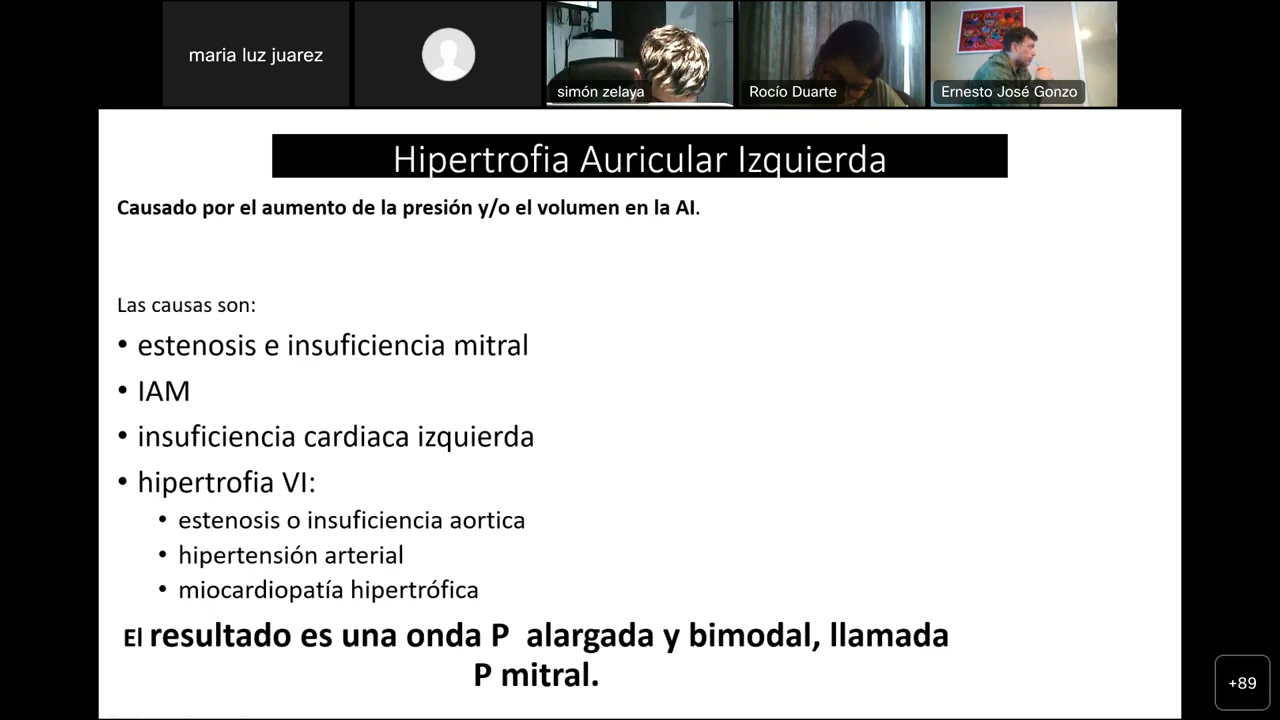 maria luz juarez
simón zelaya
Rocío Duarte
Ernesto José Gonzo
Hipertrofia Auricular Izquierda
Causado por el aumento de la presión y/o el volumen en la AI.
Las causas son:
• estenosis e insuficiencia mitral
• IAM
• insuficiencia cardiaca izquierda
• hipertrofia VI:
• estenosis o insuficiencia aortica
• hipertensión arterial
• miocardiopatía hipertrófica
El resultado es una onda P alargada y bimodal, llamada
P mitral.
+89